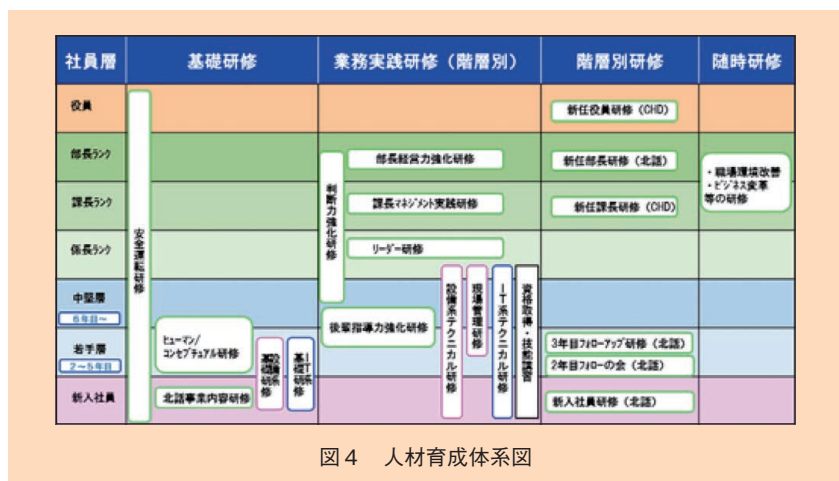 社員層 基礎研修 業務実践研修（階層別） 階層別研修 随時研修
役員
部長ランク
課長ランク
係長ランク
中堅層
6年目～
若手層
2～5年目
新入社員
安全運転研修
ヒューマン/
コンセプチュアル研修
北話事業内容研修
設備系
基礎研修
IT系
基礎研修
判断力強化研修
部長経営力強化研修
課長マネジメント実践研修
リーダー研修
後輩指導力強化研修
設備系テクニカル研修
現場管理研修
IT系テクニカル研修
資格取得・技能講習
新任役員研修（CHD）
新任部長研修（北話）
新任課長研修（CHD）
3年目フォローアップ研修（北話）
2年目フォローの会（北話）
新入社員研修（北話）
・職場環境改善
・ビジネス変革
等の研修
図4 人材育成体系図